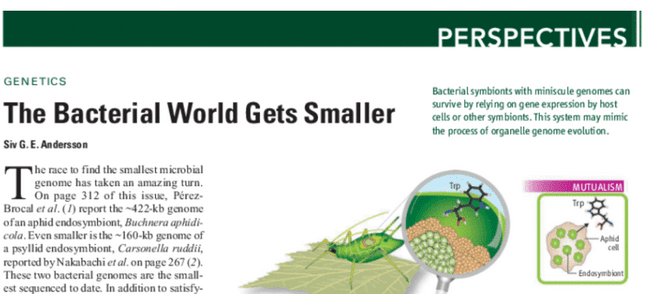 PERSPECTIVES
GENETICS
The Bacterial World Gets Smaller
Siv G. E. Andersson
Bacterial symbionts with miniscule genomes can
survive by relying on gene expression by host
cells or other symbionts. This system may mimic
the process of organelle genome evolution.
The race to find the smallest microbial
genome has taken an amazing turn.
On page 312 of this issue, Pérez-
Brocal et al. (1) report the ~422-kb genome
of an aphid endosymbiont, Buchnera aphidi-
cola. Even smaller is the ~160-kb genome of
a psyllid endosymbiont, Carsonella ruddii,
reported by Nakabachi et al. on page 267 (2).
These two bacterial genomes are the small-
est sequenced to date. In addition to satisfy-
Trp
MUTUALISM
Trp
Aphid
cell
Endosymbiont